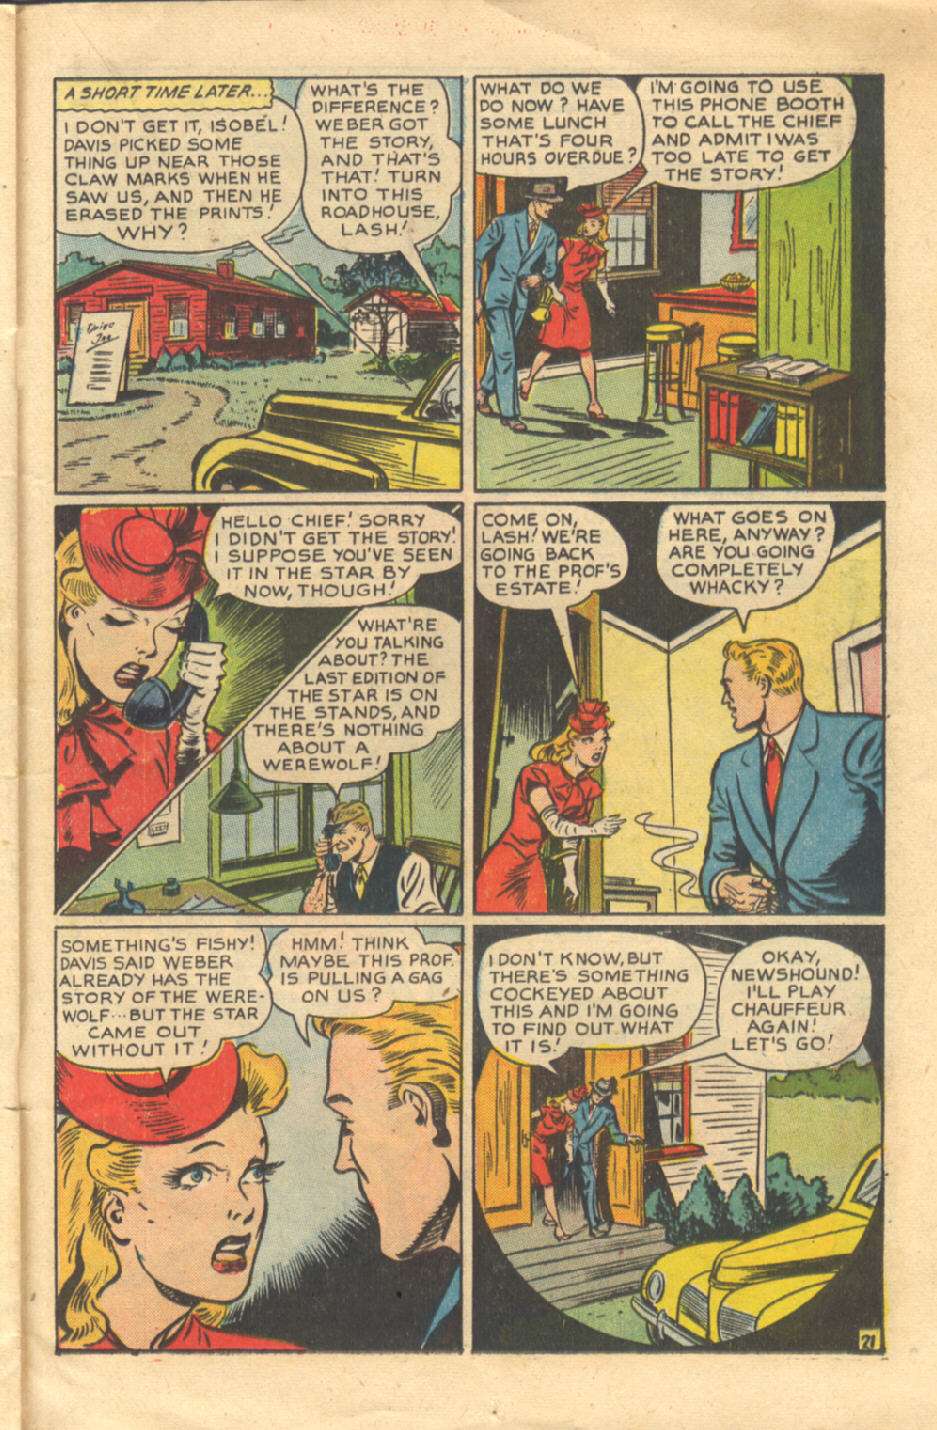 A SHORT TIME LATER...
I DON'T GET IT, ISOBEL!
DAVIS PICKED SOME
THING UP NEAR THOSE
CLAW MARKS WHEN HE
SAW US, AND THEN HE
ERASED THE PRINTS!
WHY?
WHAT'S THE
DIFFERENCE?
WEBER GOT
THE STORY,
AND THAT'S
THAT! TURN
INTO THIS
ROADHOUSE,
LASH!
Drive
Inn
WHAT DO WE
DO NOW? HAVE
SOME LUNCH
THAT'S FOUR
HOURS OVERDUE?
I'M GOING TO USE
THIS PHONE BOOTH
TO CALL THE CHIEF
AND ADMIT I WAS
TOO LATE TO GET
THE STORY!
HELLO CHIEF! SORRY
I DIDN'T GET THE STORY!
I SUPPOSE YOU'VE SEEN
IT IN THE STAR BY
NOW, THOUGH!
WHAT'RE
YOU TALKING
ABOUT? THE
LAST EDITION OF
THE STAR IS ON
THE STANDS, AND
THERE'S NOTHING
ABOUT A
WEREWOLF!
COME ON,
LASH! WE'RE
GOING BACK
TO THE PROF'S
ESTATE!
WHAT GOES ON
HERE, ANYWAY?
ARE YOU GOING
COMPLETELY
WHACKY?
SOMETHING'S FISHY!
DAVIS SAID WEBER
ALREADY HAS THE
STORY OF THE WERE-
WOLF... BUT THE STAR
CAME OUT
WITHOUT IT!
HMM! THINK
MAYBE THIS PROF.
IS PULLING A GAG
ON US?
I DON'T KNOW, BUT
THERE'S SOMETHING
COCKEYED ABOUT
THIS AND I'M GOING
TO FIND OUT WHAT
IT IS!
OKAY,
NEWSHOUND!
I'LL PLAY
CHAUFFEUR
AGAIN!
LET'S GO!
21